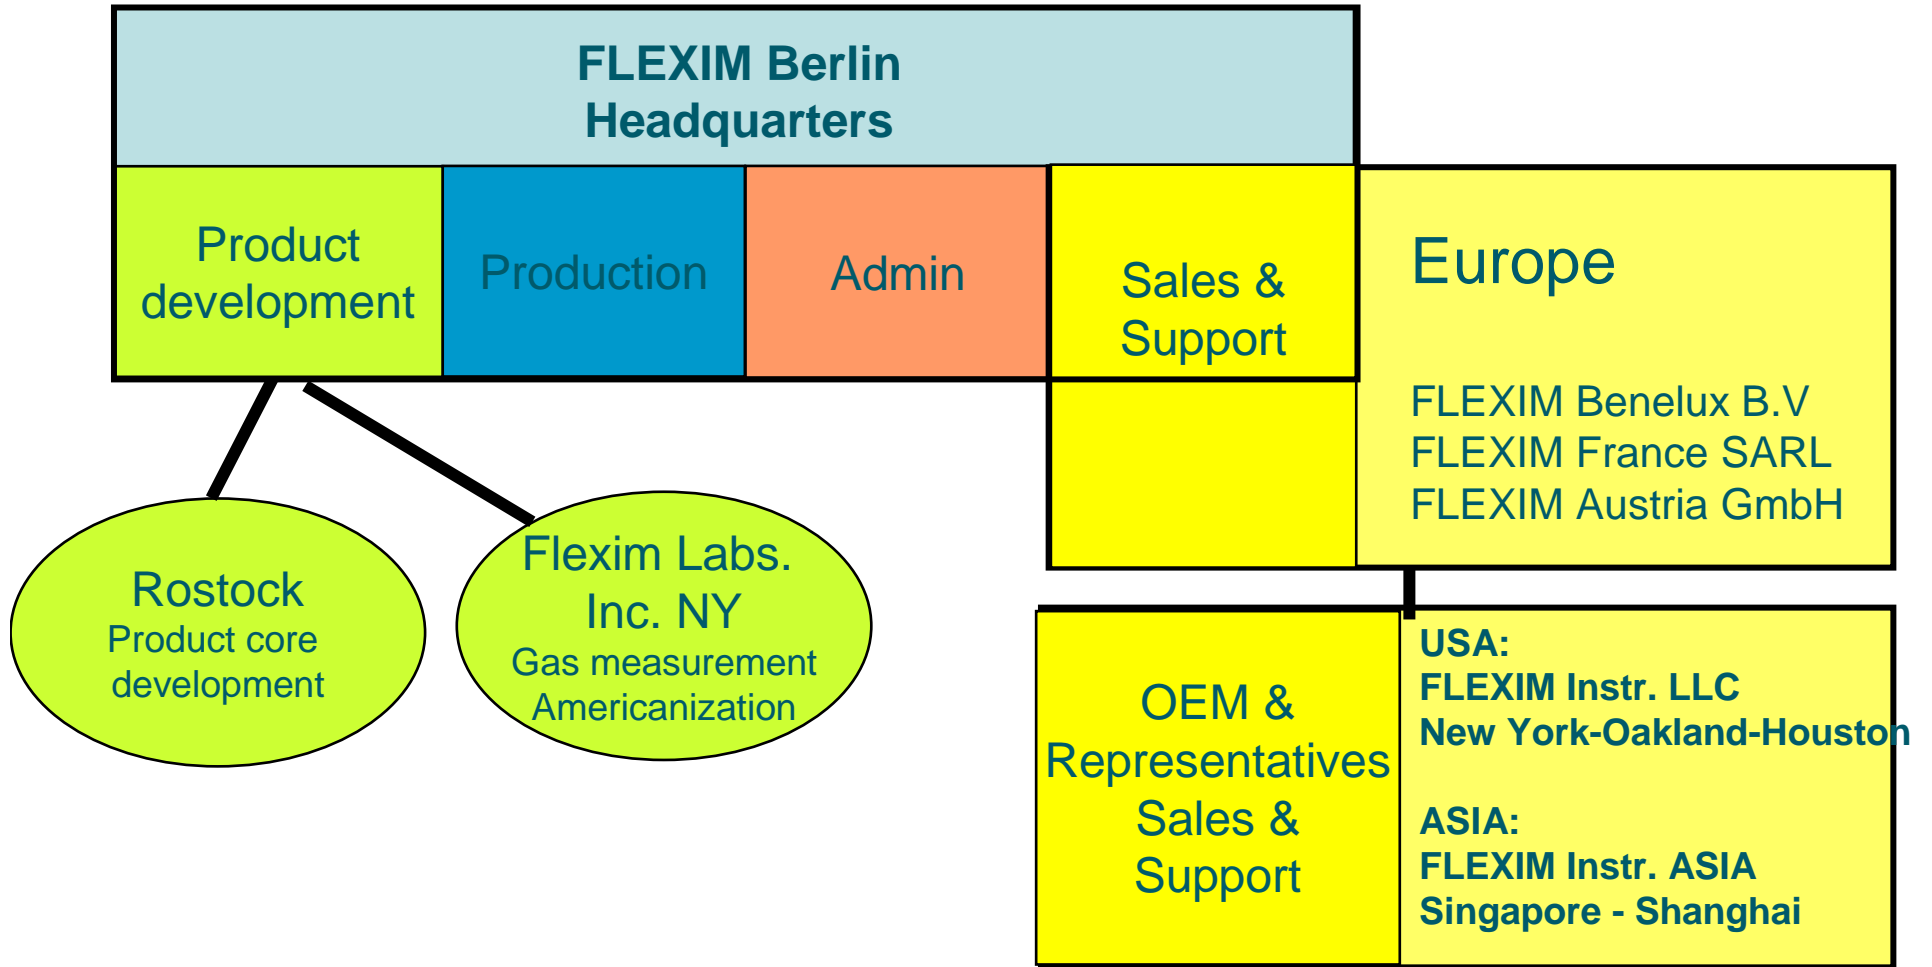 FLEXIM Berlin
Headquarters
Product
development
Production
Admin
Sales &
Support
Europe
FLEXIM Benelux B.V
FLEXIM France SARL
FLEXIM Austria GmbH
Rostock
Product core
development
Flexim Labs.
Inc. NY
Gas measurement
Americanization
OEM &
Representatives
Sales &
Support
USA:
FLEXIM Instr. LLC
New York-Oakland-Houston
ASIA:
FLEXIM Instr. ASIA
Singapore - Shanghai